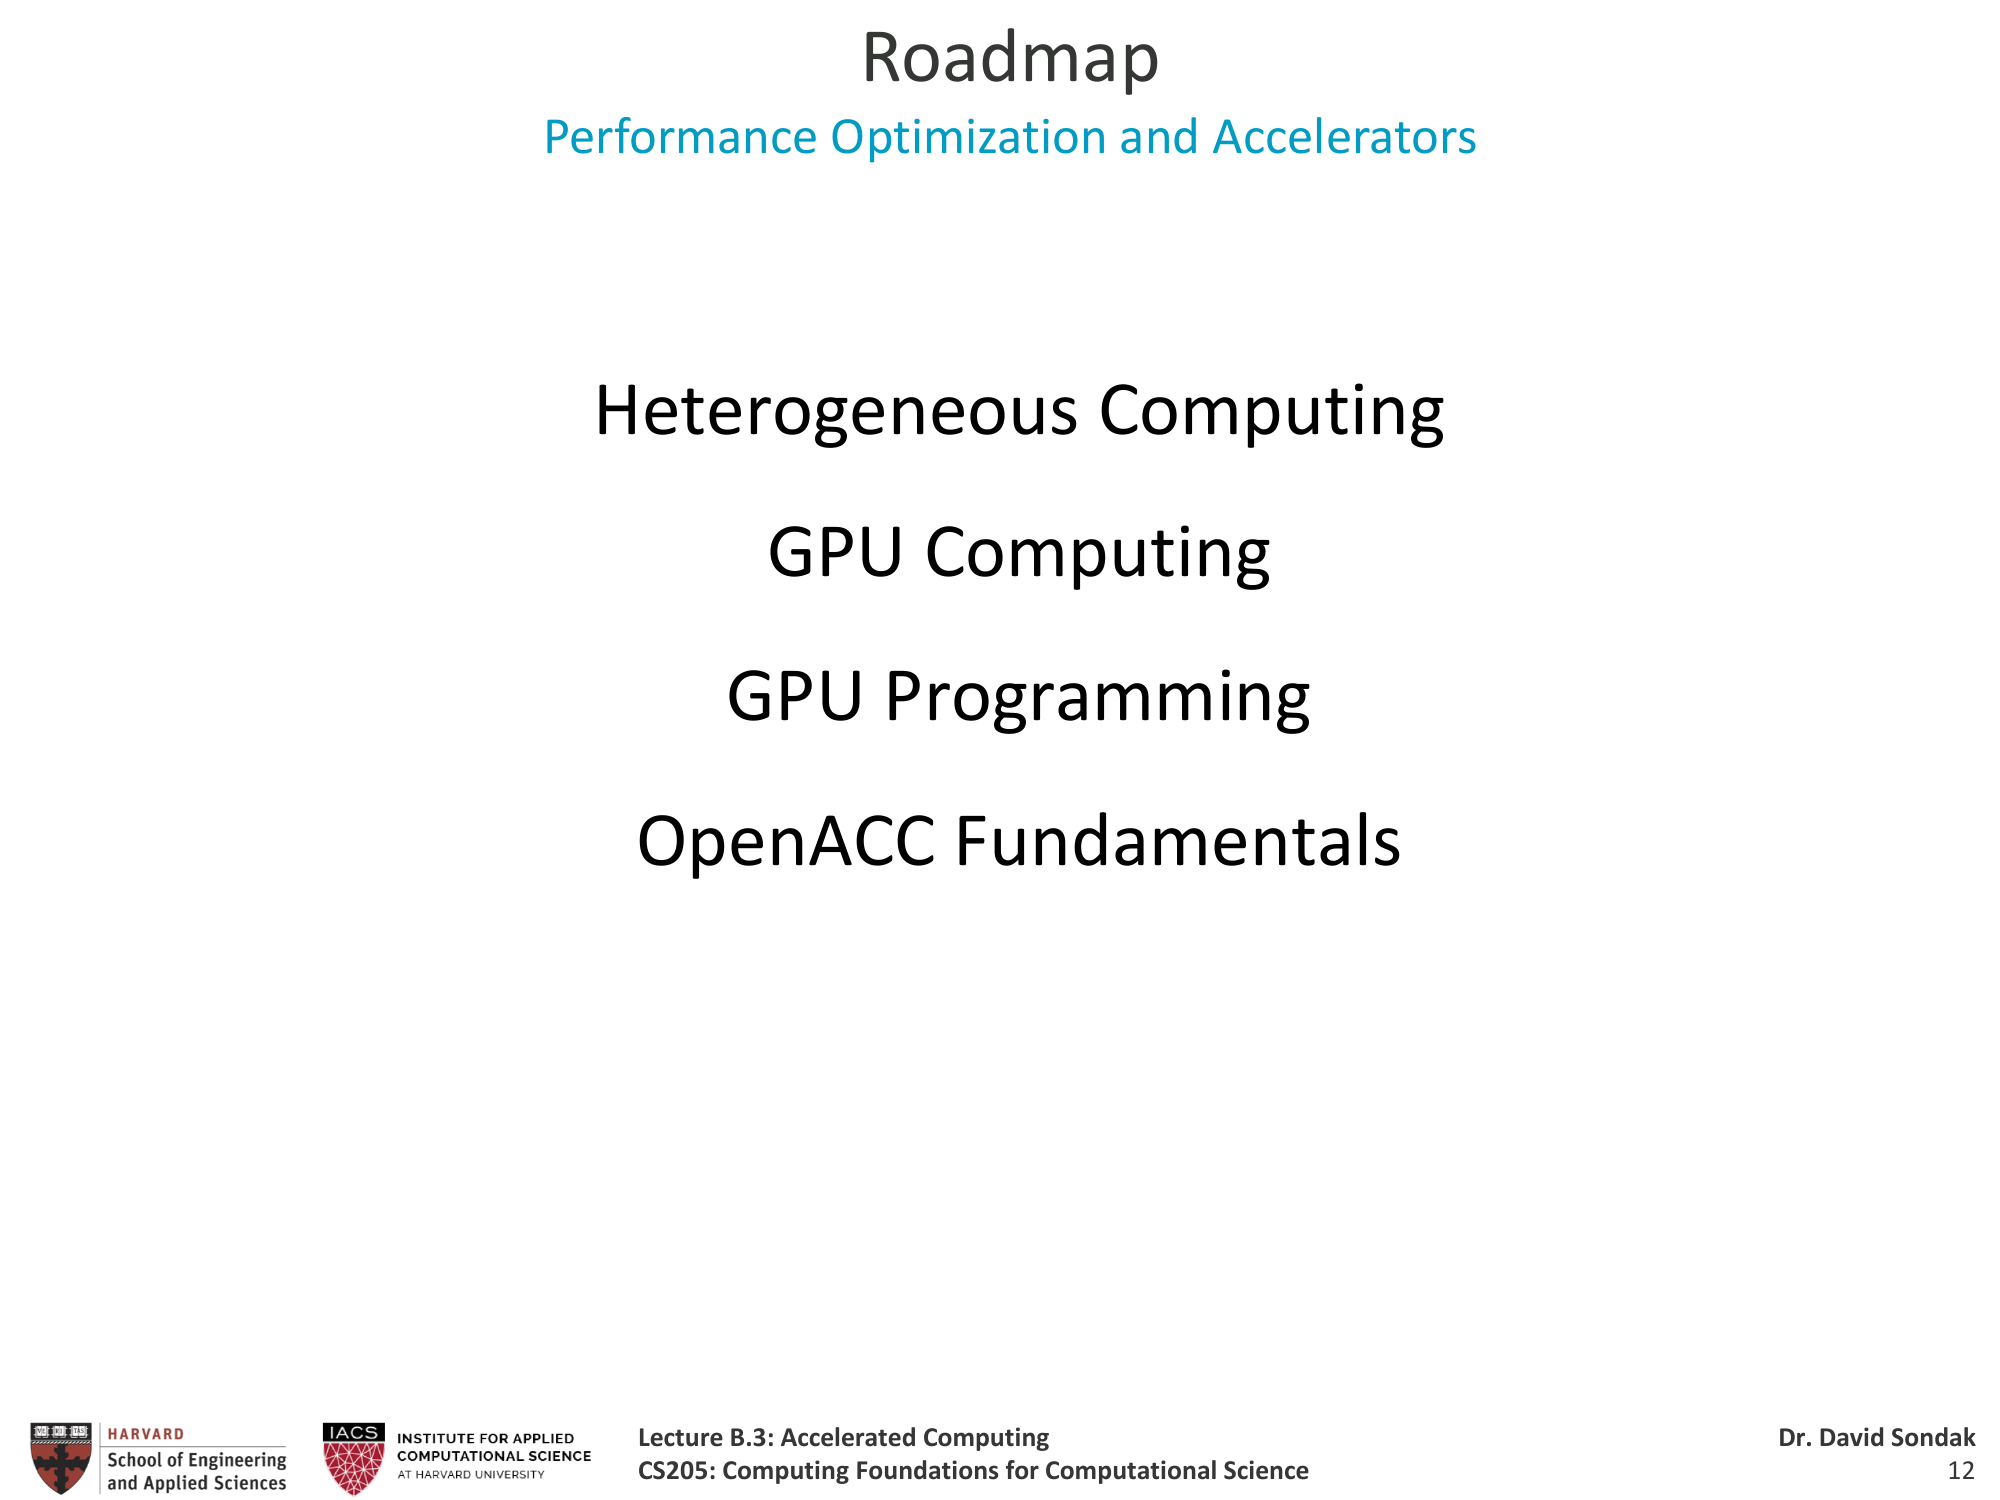 Roadmap
Performance Optimization and Accelerators
Heterogeneous Computing
GPU Computing
GPU Programming
OpenACC Fundamentals
HARVARD
School of Engineering
and Applied Sciences
IACS
INSTITUTE FOR APPLIED
COMPUTATIONAL SCIENCE
AT HARVARD UNIVERSITY
Lecture B.3: Accelerated Computing
CS205: Computing Foundations for Computational Science
Dr. David Sondak
12